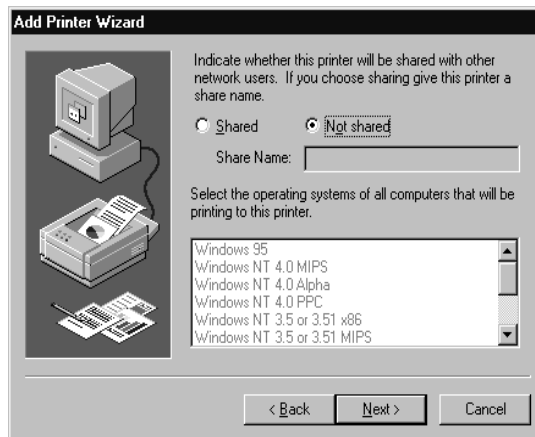 Add Printer Wizard
Indicate whether this printer will be shared with other
network users. If you choose sharing give this printer a
share name.
Shared Not shared
Share Name:
Select the operating systems of all computers that will be
printing to this printer.
Windows 95
Windows NT 4.0 MIPS
Windows NT 4.0 Alpha
Windows NT 4.0 PPC
Windows NT 3.5 or 3.51 x86
Windows NT 3.5 or 3.51 MIPS
< Back Next > Cancel